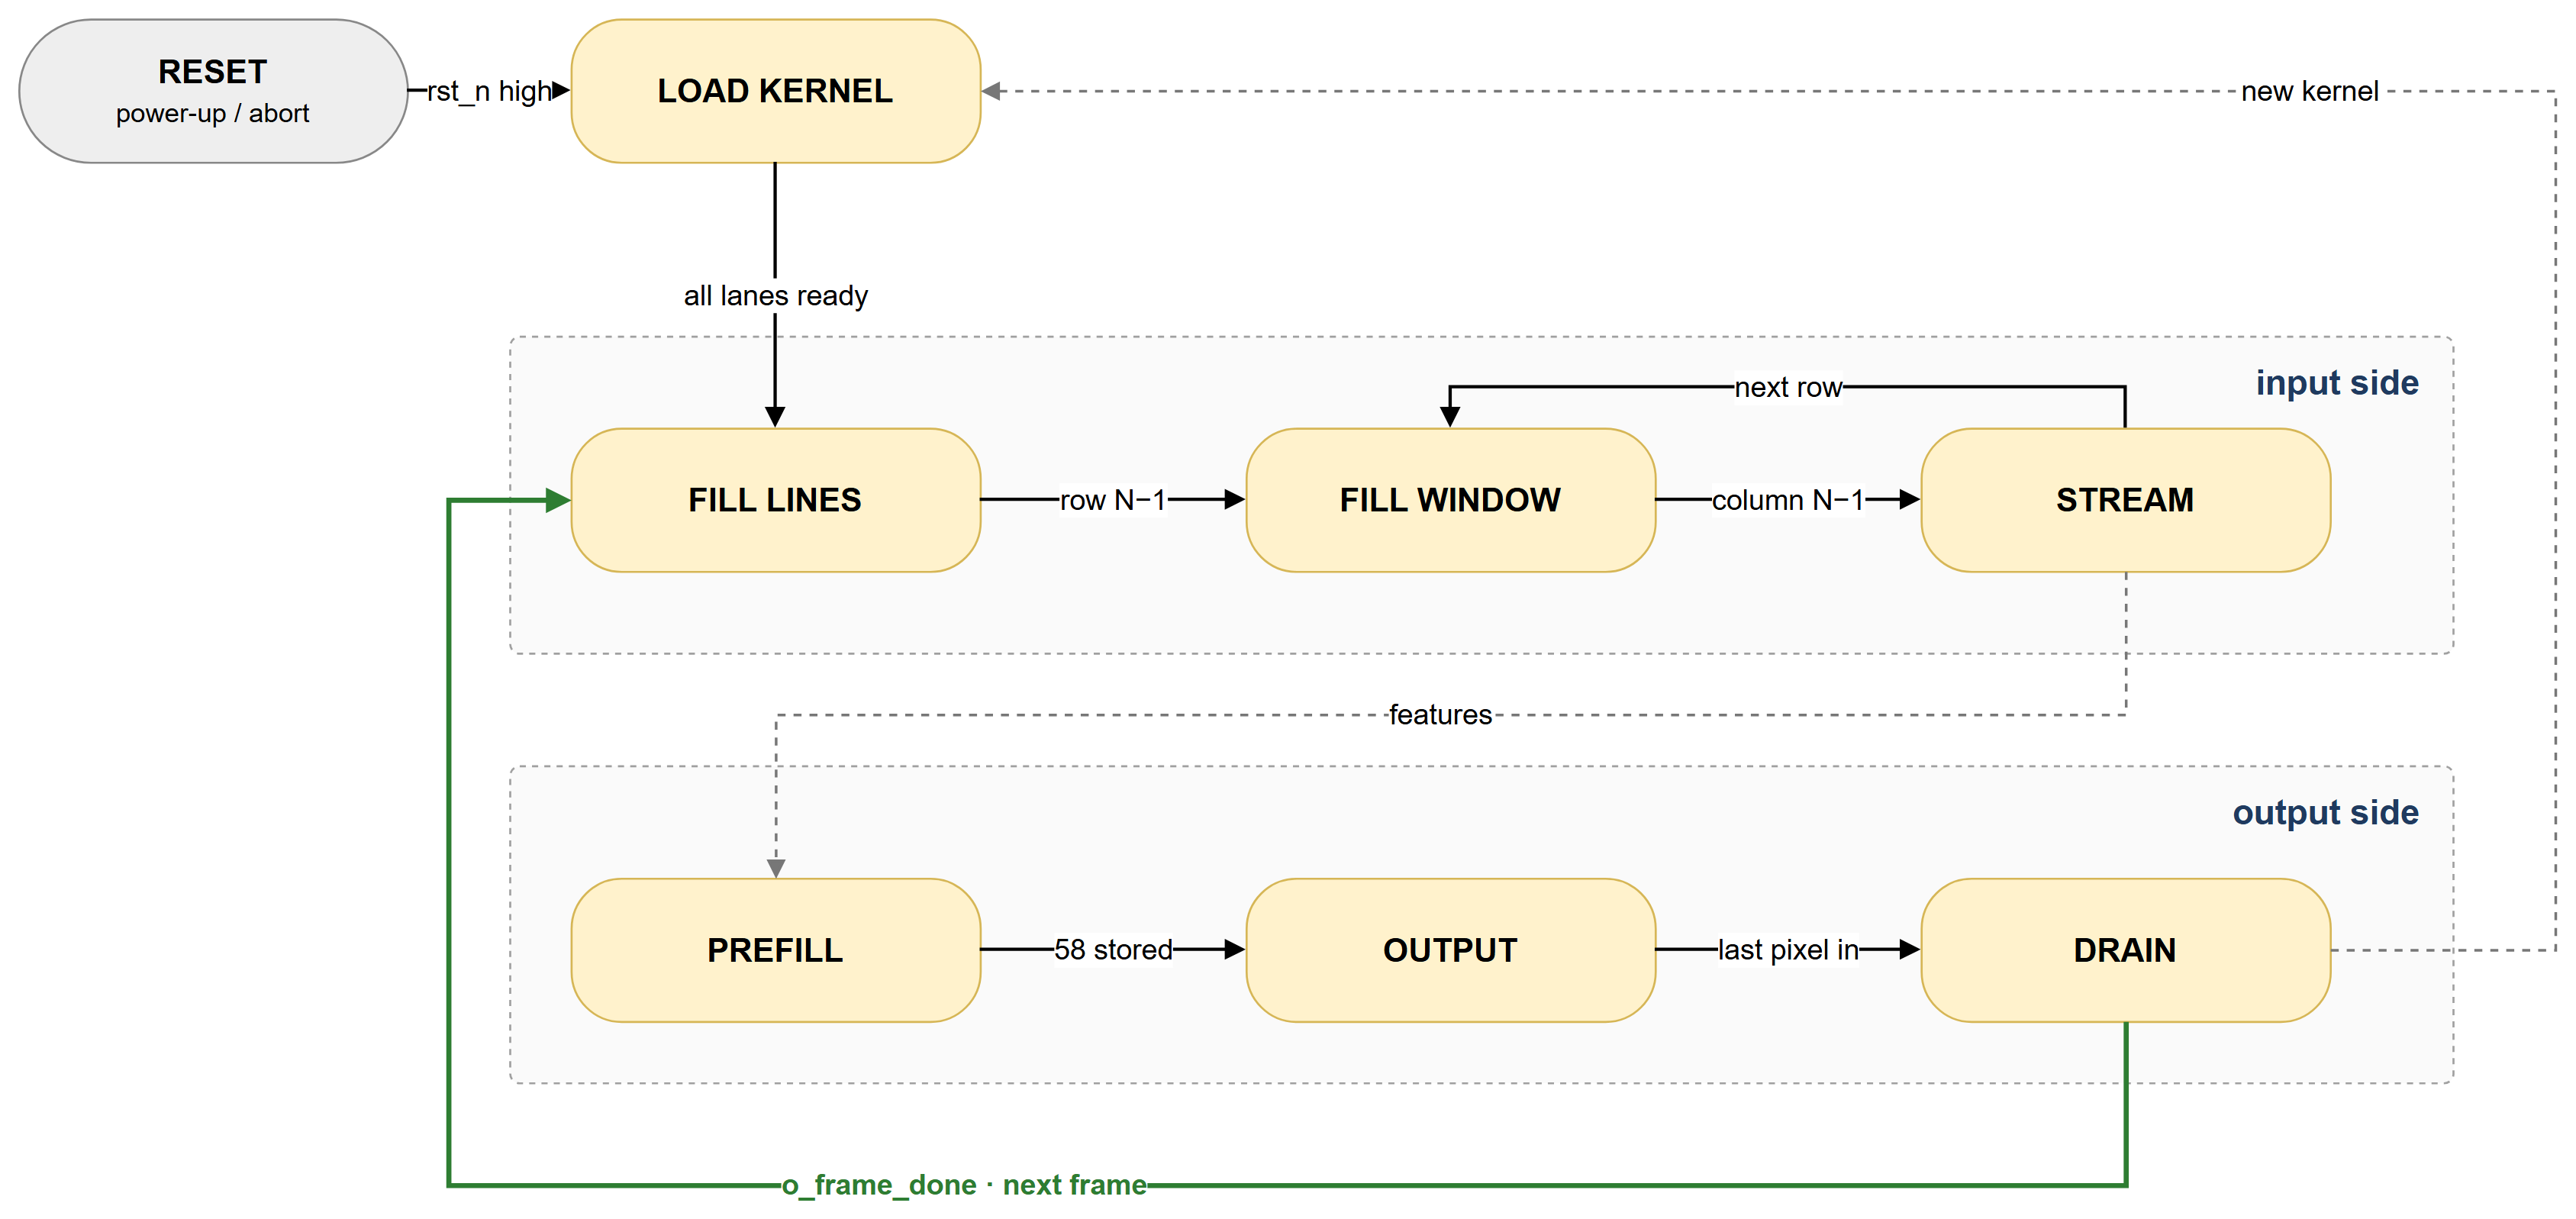 RESET
power-up / abort
rst_n high
LOAD KERNEL
new kernel
all lanes ready
input side
next row
FILL LINES
row N−1
FILL WINDOW
column N−1
STREAM
features
output side
PREFILL
58 stored
OUTPUT
last pixel in
DRAIN
o_frame_done · next frame